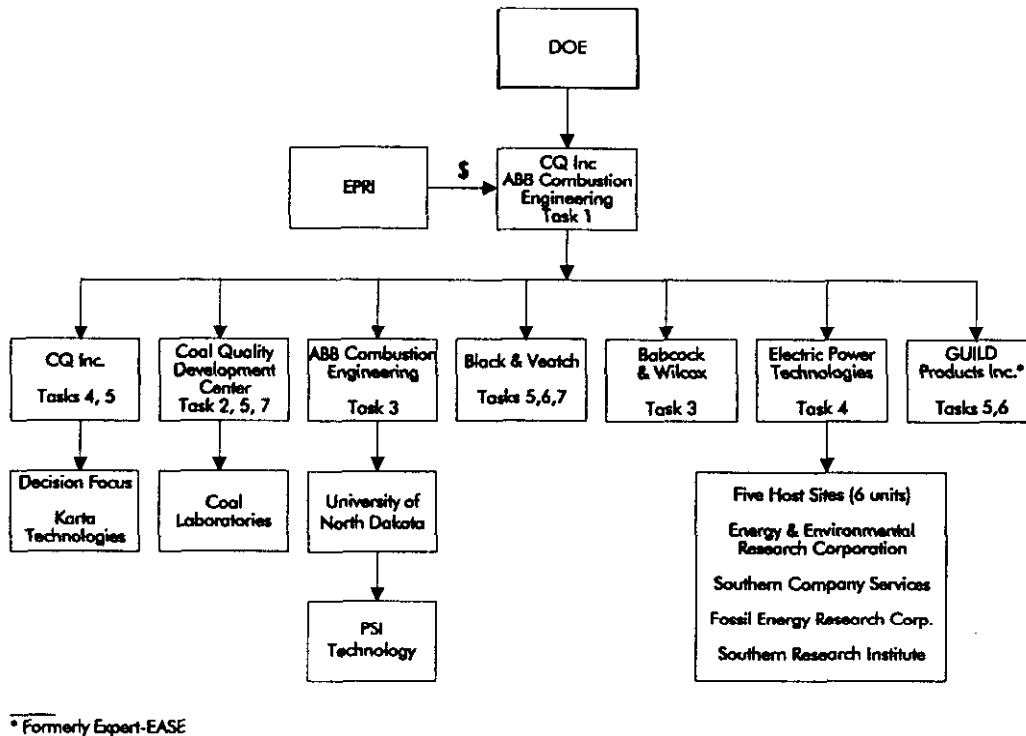 DOE
EPRI
$
CQ Inc
ABB Combustion
Engineering
Task 1
CQ Inc.
Tasks 4, 5
Coal Quality
Development
Center
Task 2, 5, 7
ABB Combustion
Engineering
Task 3
Black & Veatch
Tasks 5,6,7
Babcock
& Wilcox
Task 3
Electric Power
Technologies
Task 4
GUILD
Products Inc.*
Tasks 5,6
Decision Focus
Karta
Technologies
Coal
Laboratories
University of
North Dakota
Five Host Sites (6 units)
Energy & Environmental
Research Corporation
Southern Company Services
Fossil Energy Research Corp.
Southern Research Institute
PSI
Technology
* Formerly Expert-EASE